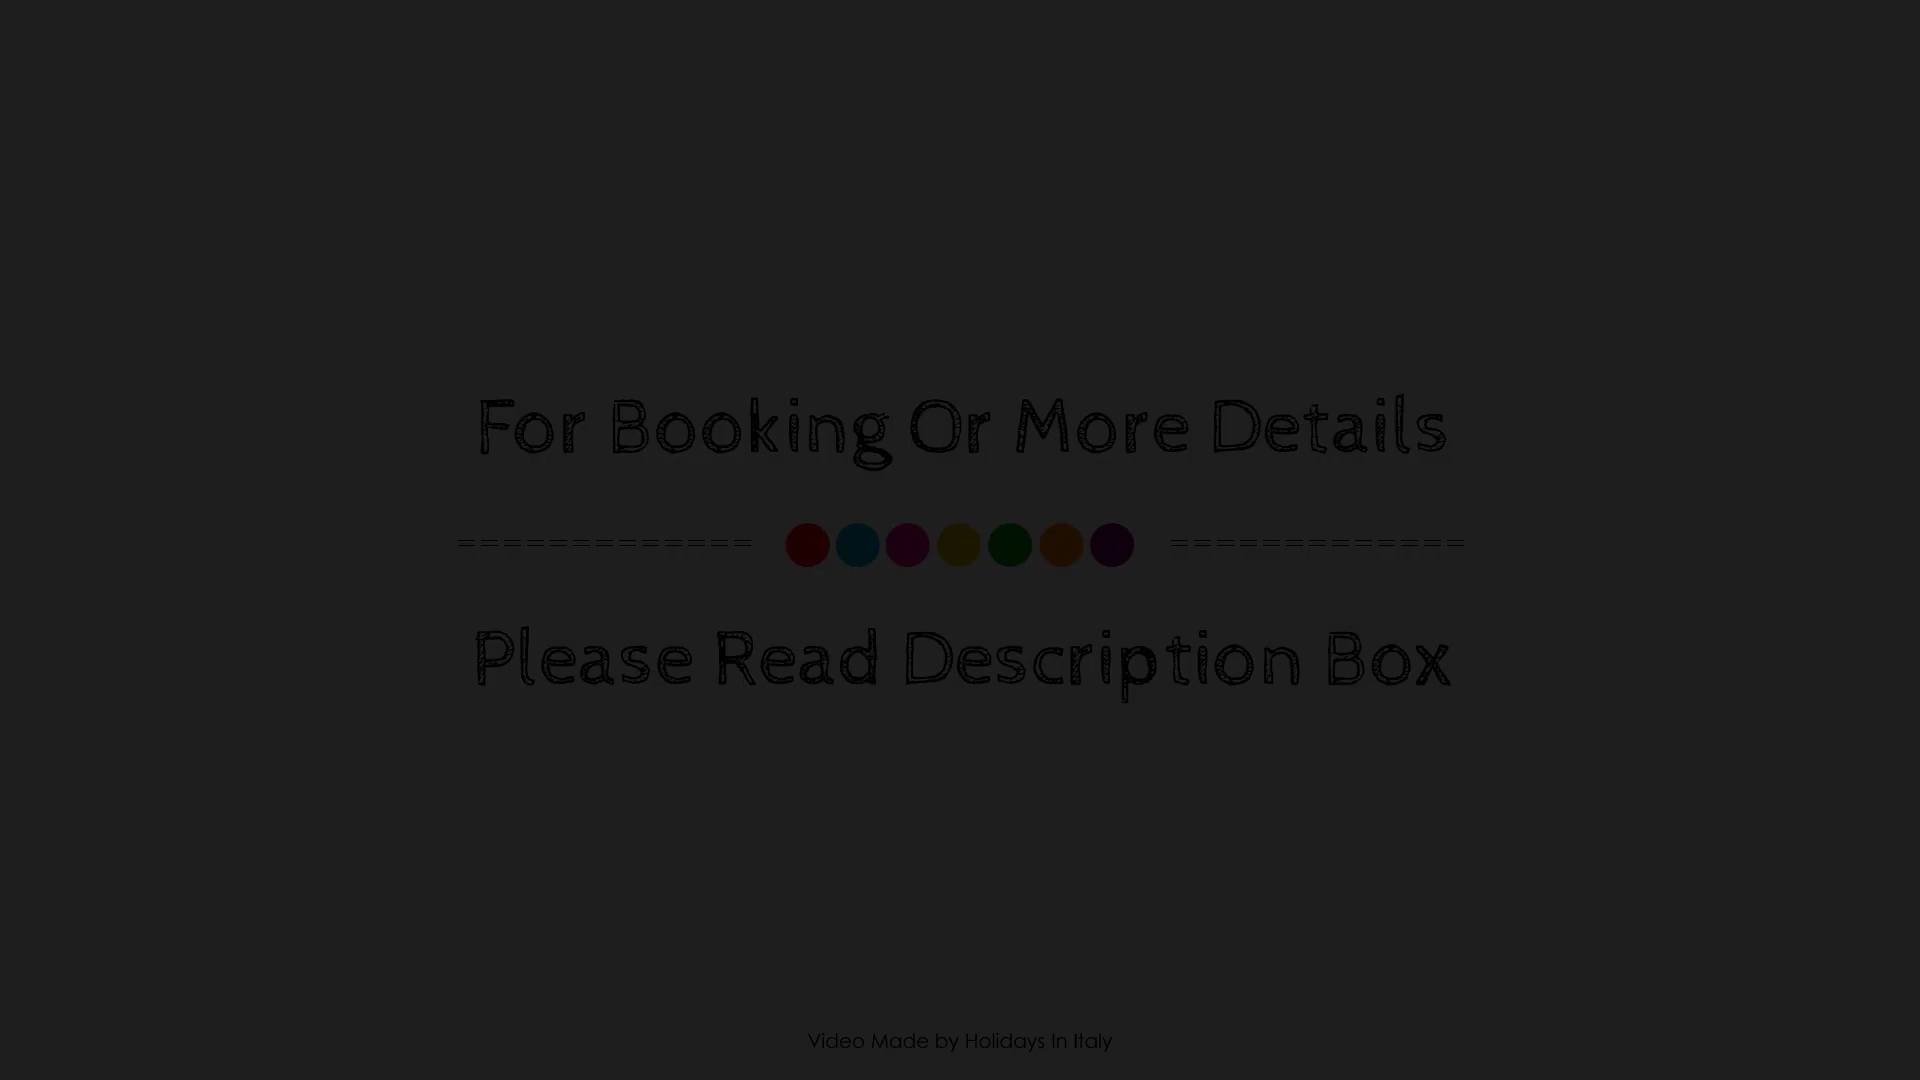 For Booking Or More Details
============= =============
Please Read Description Box
Video Made by Holidays In Italy